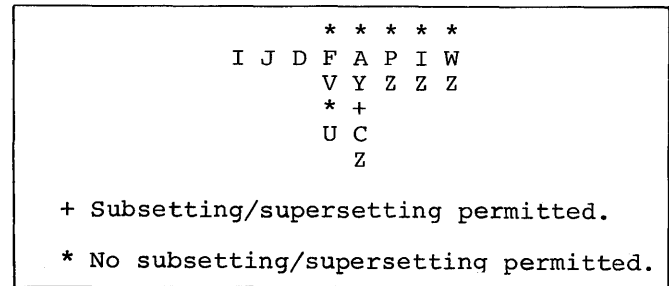 * * * * *
I J D F A P I W
V Y Z Z Z
* +
U C
Z
+ Subsetting/supersetting permitted.
* No subsetting/supersetting permitted.